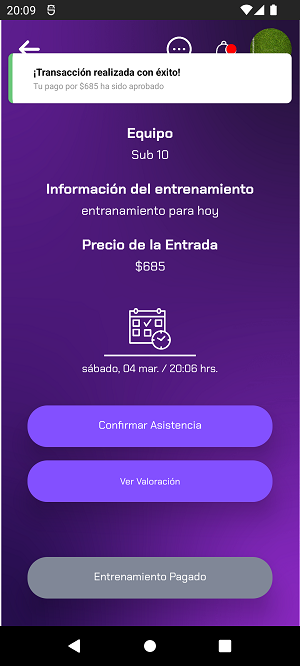 20:09
¡Transacción realizada con éxito!
Tu pago por $685 ha sido aprobado
Equipo
Sub 10
Información del entrenamiento
entranamiento para hoy
Precio de la Entrada
$685
sábado, 04 mar. / 20:06 hrs.
Confirmar Asistencia
Ver Valoración
Entrenamiento Pagado